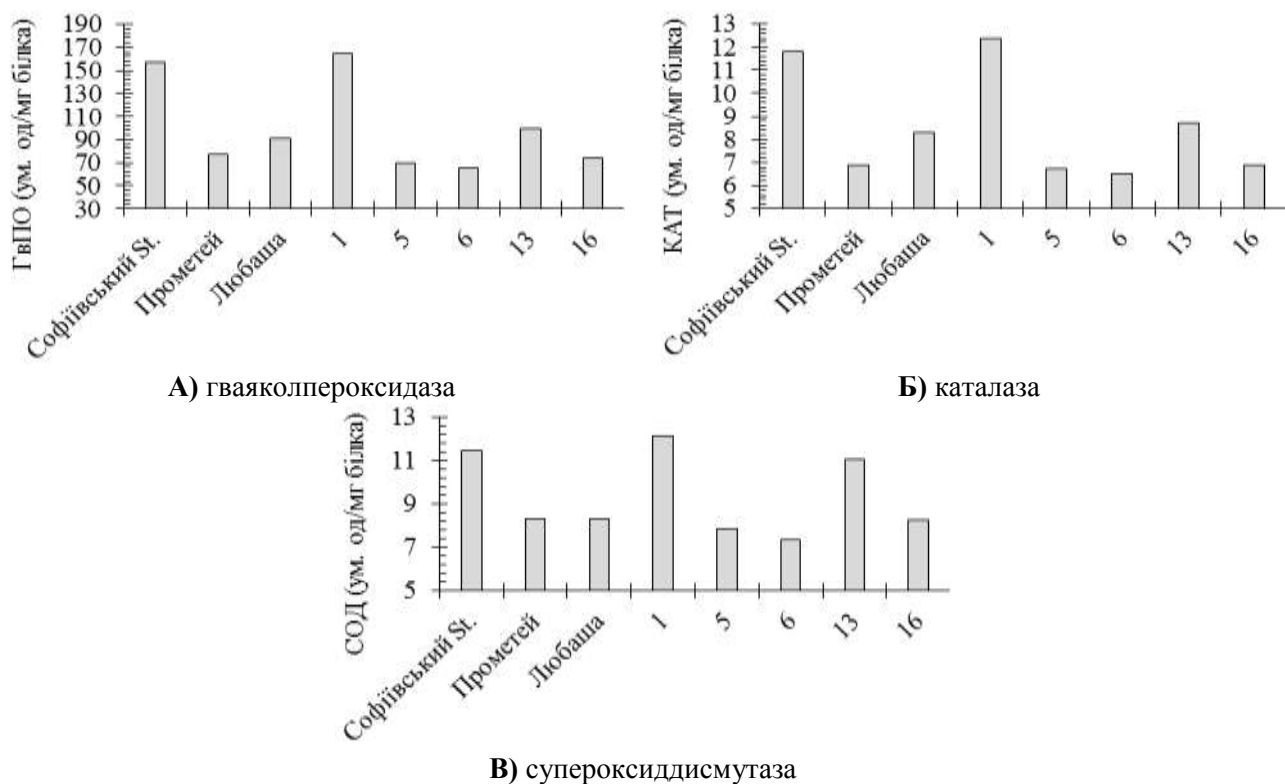 ГвПО (ум. од/мг білка)
190
170
150
130
110
90
70
50
30
Софіївський St.
Прометей
Любаша
1
5
6
13
16
А) гваяколпероксидаза
КАТ (ум. од/мг білка)
13
12
11
10
9
8
7
6
5
Софіївський St.
Прометей
Любаша
1
5
6
13
16
Б) каталаза
СОД (ум. од/мг білка)
13
11
9
7
5
Софіївський St.
Прометей
Любаша
1
5
6
13
16
В) супероксиддисмутаза